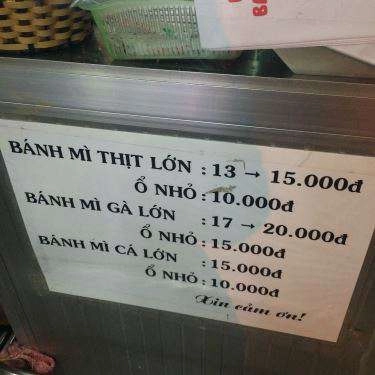 BÁNH MÌ THỊT LỚN : 13 → 15.000đ
Ổ NHỎ : 10.000đ
BÁNH MÌ GÀ LỚN : 17 → 20.000đ
Ổ NHỎ : 15.000đ
BÁNH MÌ CÁ LỚN : 15.000đ
Ổ NHỎ : 10.000đ
Xin cảm ơn!